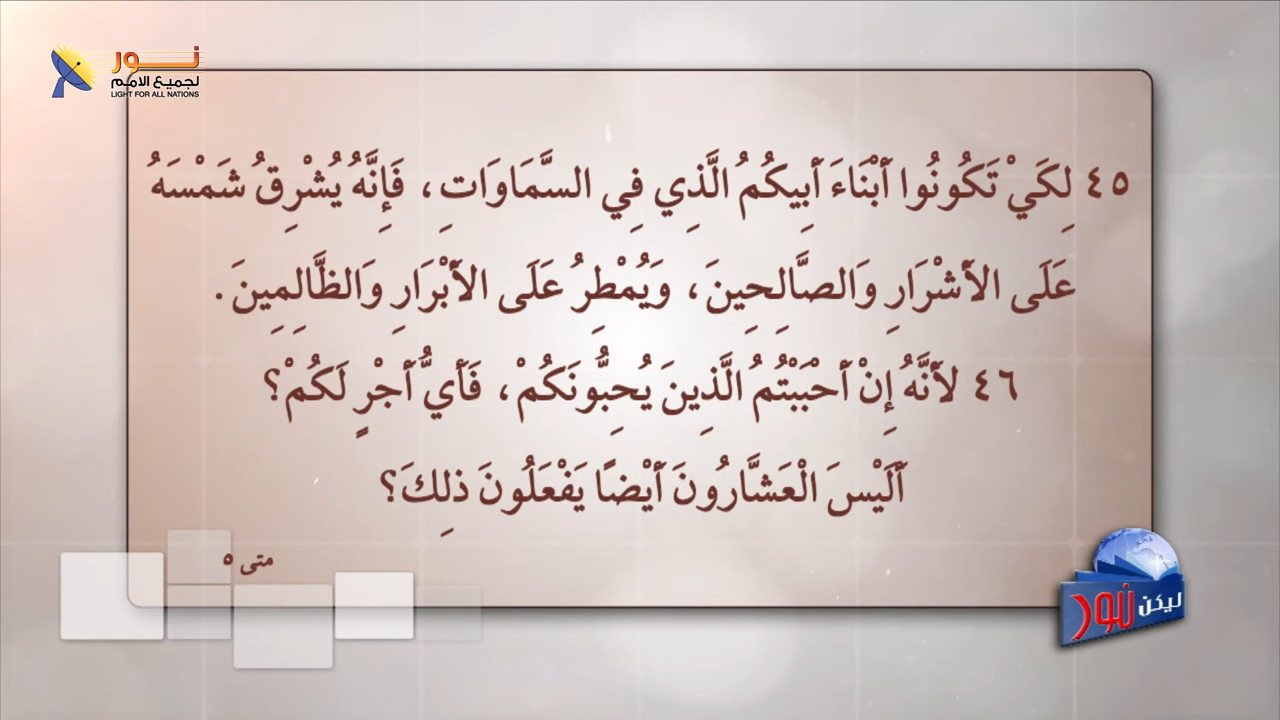 نور
لجميع الامم
LIGHT FOR ALL NATIONS
٤٥ لِكَيْ تَكُونُوا أَبْنَاءَ أَبِيكُمُ الَّذِي فِي السَّمَاوَاتِ، فَإِنَّهُ يُشْرِقُ شَمْسَهُ
عَلَى الأَشْرَارِ وَالصَّالِحِينَ، وَيُمْطِرُ عَلَى الأَبْرَارِ وَالظَّالِمِينَ.
٤٦ لأَنَّهُ إِنْ أَحْبَبْتُمُ الَّذِينَ يُحِبُّونَكُمْ، فَأَيُّ أَجْرٍ لَكُمْ؟
أَلَيْسَ الْعَشَّارُونَ أَيْضًا يَفْعَلُونَ ذلِكَ؟
متى ٥
ليكن نور